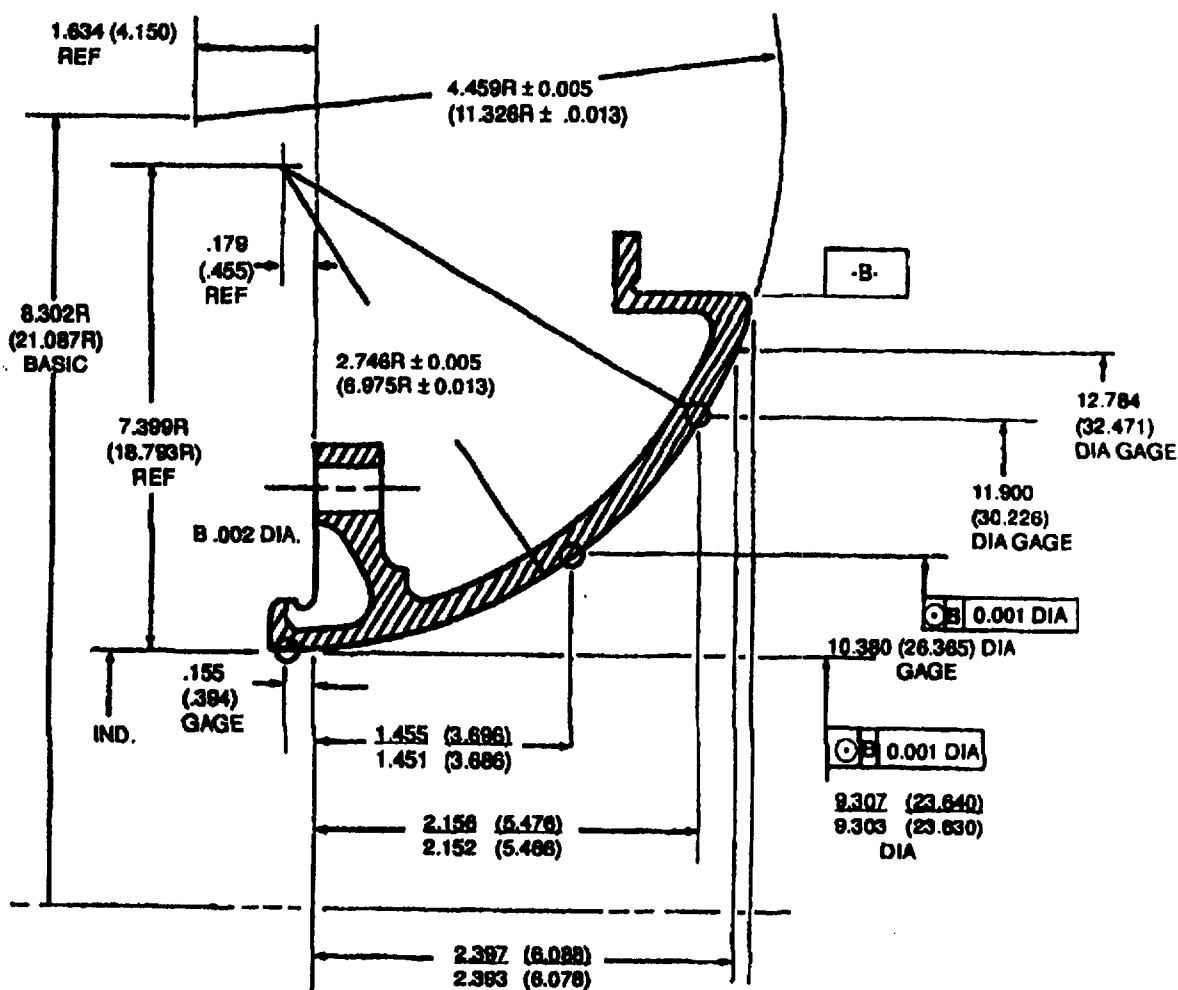 1.634 (4.150)
REF
4.459R ± 0.005
(11.326R ± .0.013)
.179
(.455)
REF
-B-
8.302R
(21.087R)
BASIC
2.746R ± 0.005
(6.975R ± 0.013)
12.784
(32.471)
DIA GAGE
7.399R
(18.793R)
REF
11.900
(30.226)
DIA GAGE
B .002 DIA.
B 0.001 DIA
10.380 (26.365) DIA
GAGE
.155
(.394)
GAGE
IND.
1.455 (3.696)
1.451 (3.686)
B 0.001 DIA
9.307 (23.640)
9.303 (23.630)
DIA
2.156 (5.476)
2.152 (5.466)
2.397 (6.088)
2.393 (6.078)